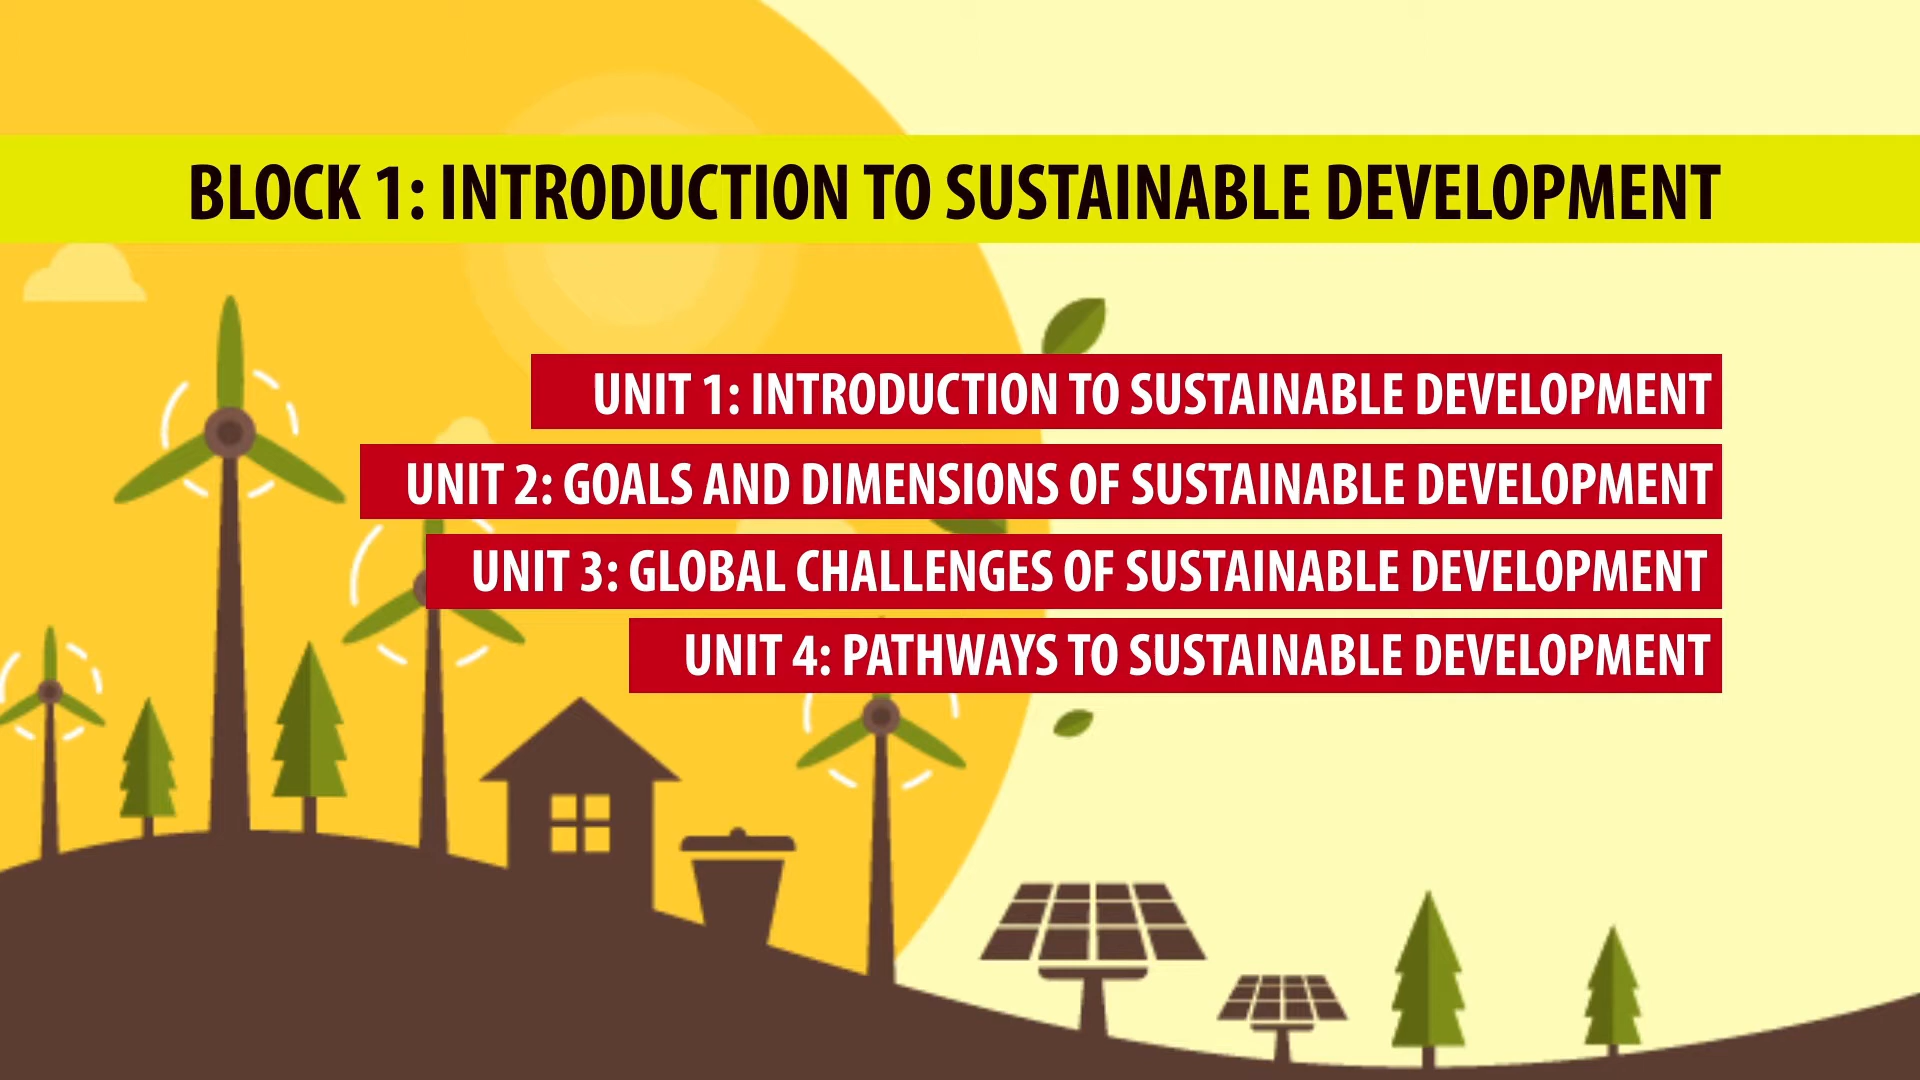 BLOCK 1: INTRODUCTION TO SUSTAINABLE DEVELOPMENT
UNIT 1: INTRODUCTION TO SUSTAINABLE DEVELOPMENT
UNIT 2: GOALS AND DIMENSIONS OF SUSTAINABLE DEVELOPMENT
UNIT 3: GLOBAL CHALLENGES OF SUSTAINABLE DEVELOPMENT
UNIT 4: PATHWAYS TO SUSTAINABLE DEVELOPMENT